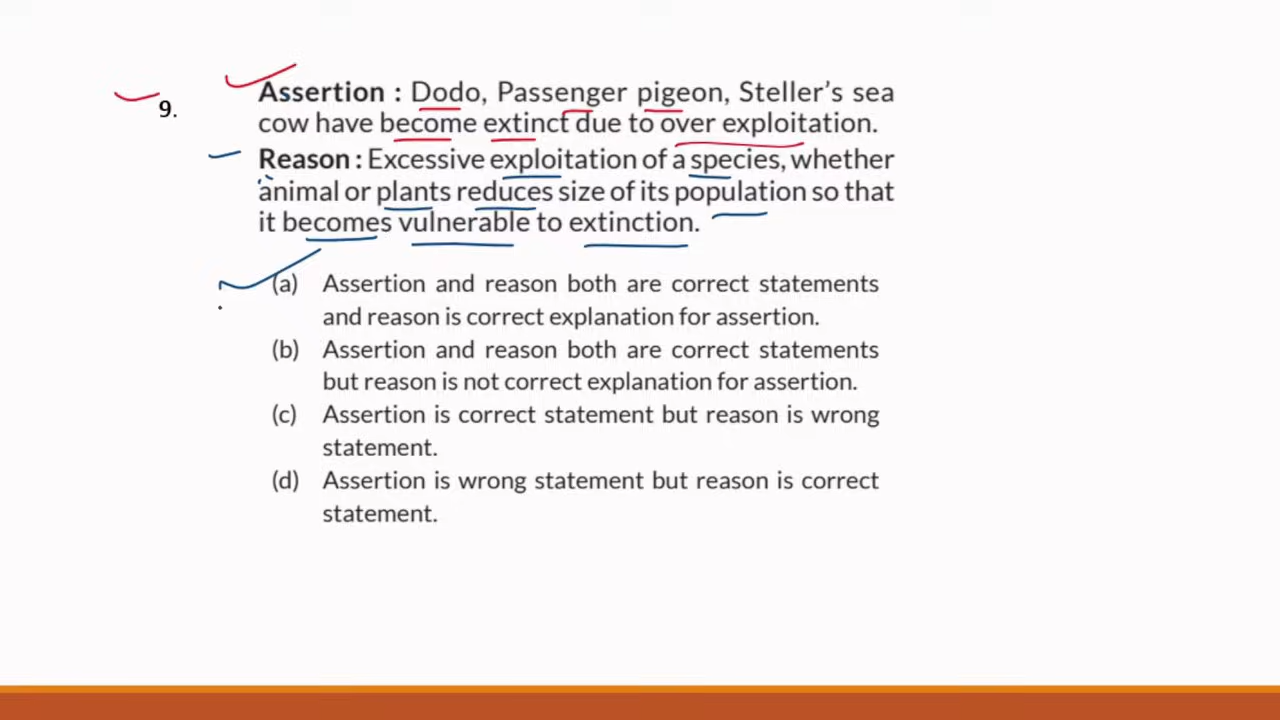 9.
Assertion : Dodo, Passenger pigeon, Steller's sea
cow have become extinct due to over exploitation.
Reason : Excessive exploitation of a species, whether
animal or plants reduces size of its population so that
it becomes vulnerable to extinction.
(a) Assertion and reason both are correct statements
and reason is correct explanation for assertion.
(b) Assertion and reason both are correct statements
but reason is not correct explanation for assertion.
(c) Assertion is correct statement but reason is wrong
statement.
(d) Assertion is wrong statement but reason is correct
statement.